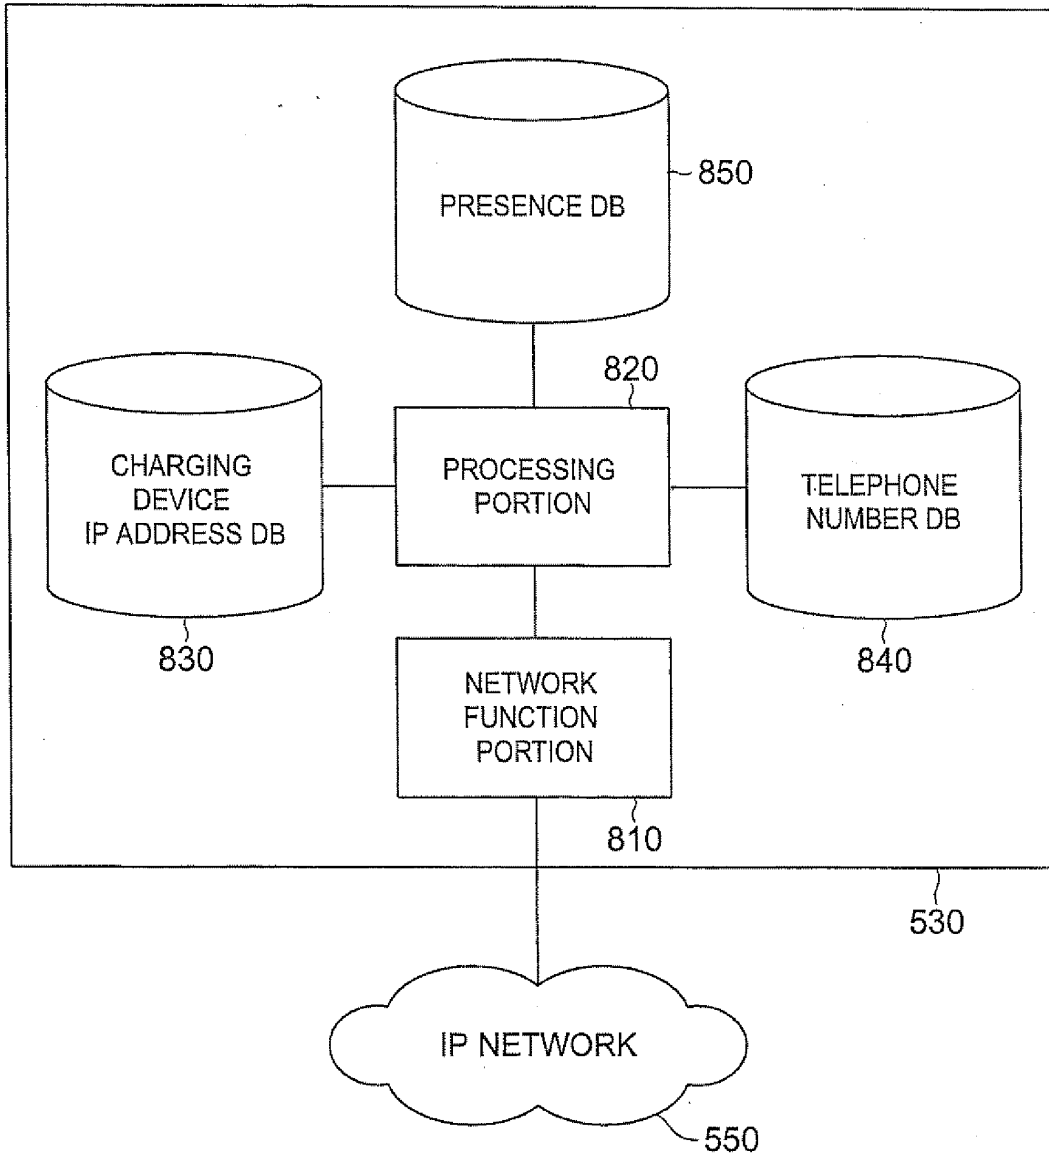 850
PRESENCE DB
820
CHARGING
DEVICE
IP ADDRESS DB
PROCESSING
PORTION
TELEPHONE
NUMBER DB
830
840
NETWORK
FUNCTION
PORTION
810
530
IP NETWORK
550